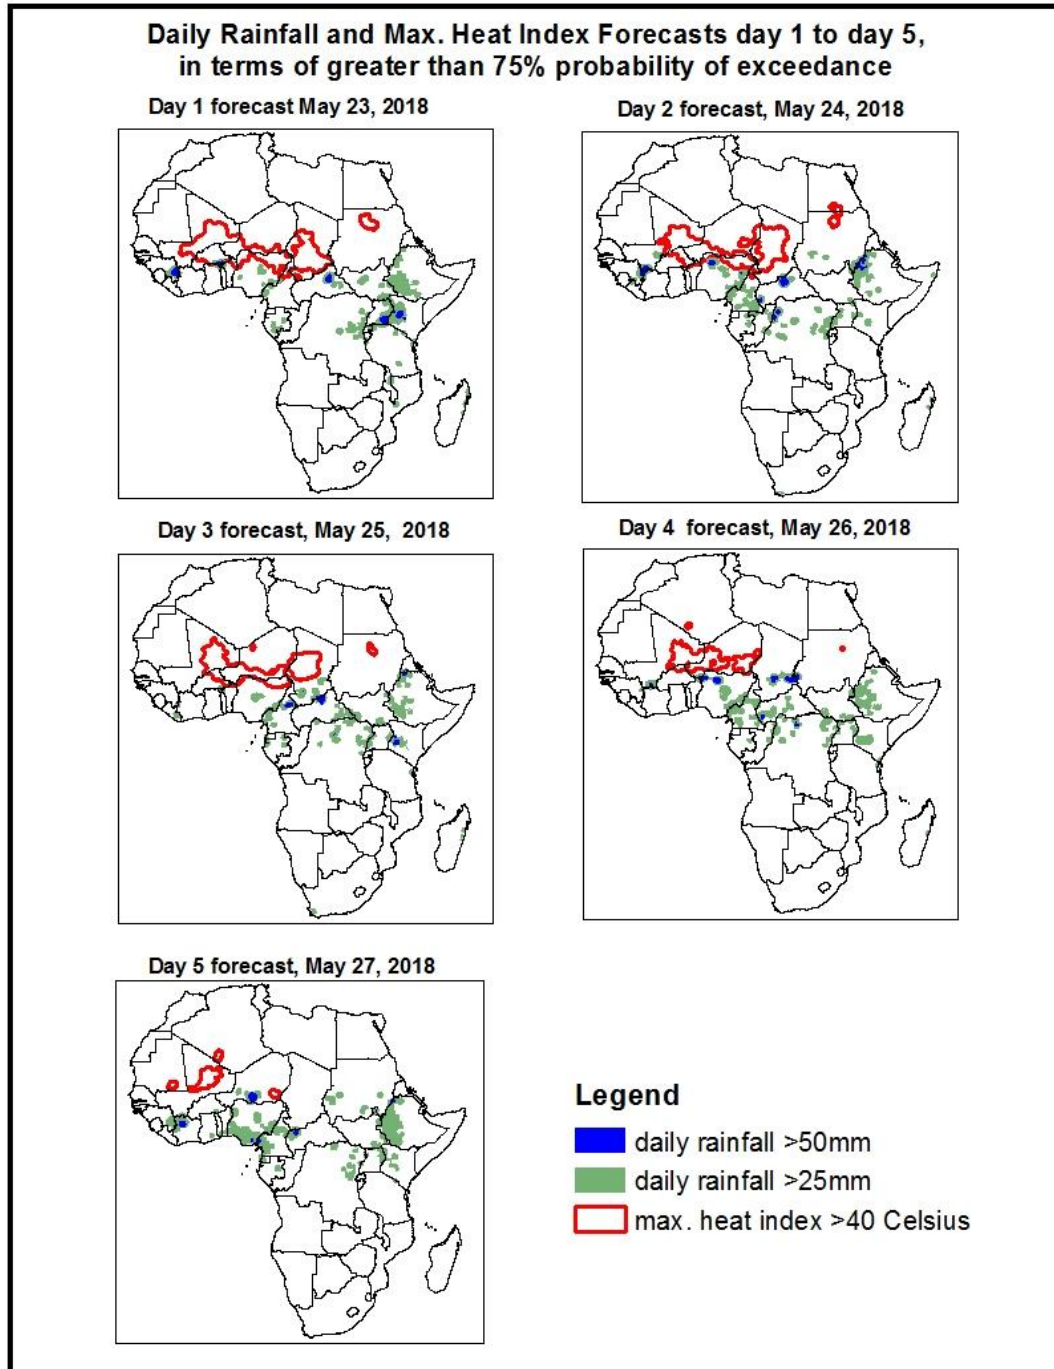 Daily Rainfall and Max. Heat Index Forecasts day 1 to day 5,
in terms of greater than 75% probability of exceedance
Day 1 forecast May 23, 2018
Day 2 forecast, May 24, 2018
Day 3 forecast, May 25, 2018
Day 4 forecast, May 26, 2018
Day 5 forecast, May 27, 2018
Legend
daily rainfall >50mm
daily rainfall >25mm
max. heat index >40 Celsius